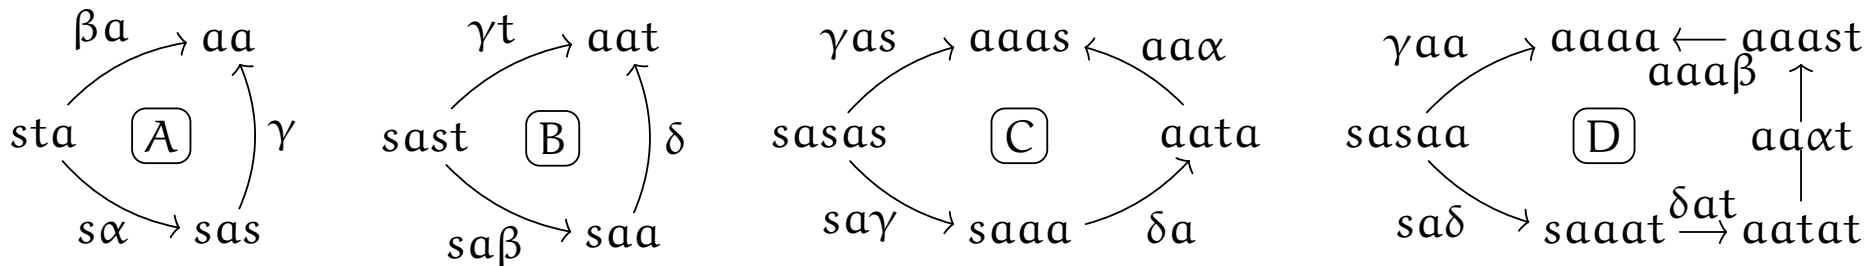 βa aa sta A γ sα sas
γt aat sast B δ saβ saa
γas aaas aaα sasas C aata saγ saaa δa
γaa aaaa aaast aaaβ sasaa D aaαt saδ saaat δat aatat